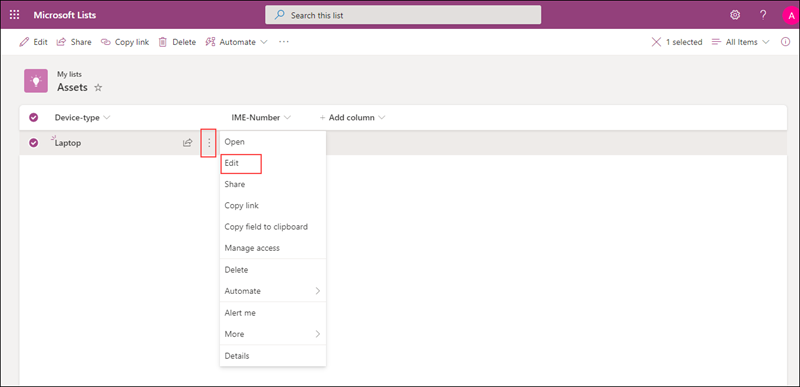 Microsoft Lists
Search this list
?
A
Edit
Share
Copy link
Delete
Automate
...
1 selected
All Items
My lists
Assets
Device-type
IME-Number
+ Add column
Laptop
Open
Edit
Share
Copy link
Copy field to clipboard
Manage access
Delete
Automate
Alert me
More
Details